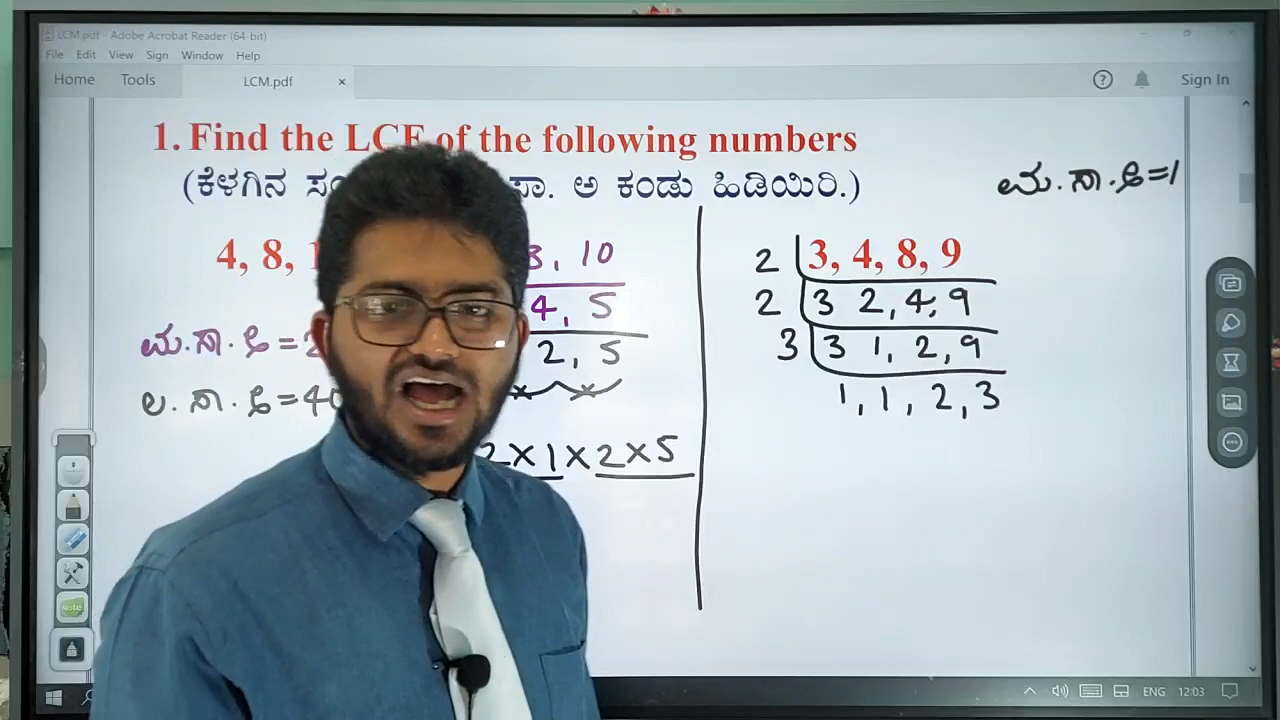 LCM.pdf - Adobe Acrobat Reader (64-bit)
File Edit View Sign Window Help
Home Tools LCM.pdf × ? Sign In
1. Find the LCF of the following numbers
(ಕೆಳಗಿನ ಸಾ. ಅ ಕಂಡು ಹಿಡಿಯಿರಿ.)
ಮ.ಸಾ.ಅ=1
4, 8,
8, 10
4, 5
2, 5
ಮ.ಸಾ.ಅ=2
ಲ.ಸಾ.ಅ=40
2×1×2×5
2 3, 4, 8, 9
2 3 2,4,9
3 3 1,2,9
1,1,2,3
Note
ENG 12:03